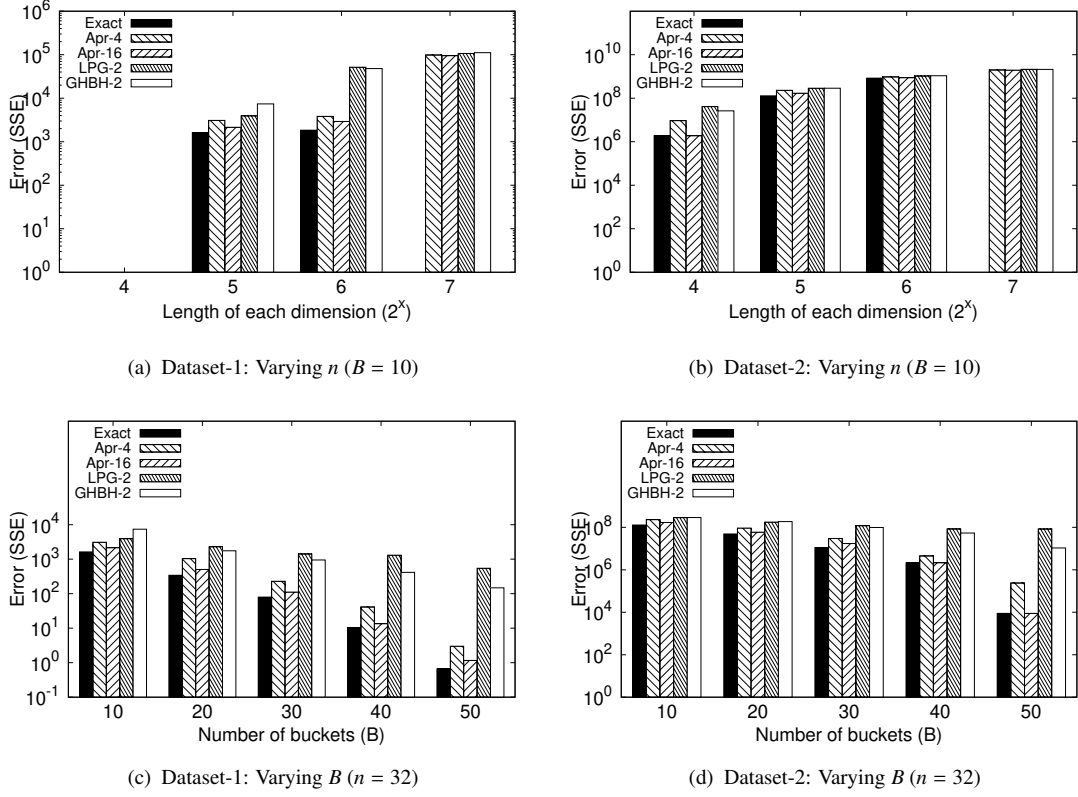 Exact
Apr-4
Apr-16
LPG-2
GHBH-2
Error (SSE)
10^6
10^5
10^4
10^3
10^2
10^1
10^0
4 5 6 7
Length of each dimension (2^x)
(a) Dataset-1: Varying n (B = 10)
Exact
Apr-4
Apr-16
LPG-2
GHBH-2
Error (SSE)
10^10
10^8
10^6
10^4
10^2
10^0
4 5 6 7
Length of each dimension (2^x)
(b) Dataset-2: Varying n (B = 10)
Exact
Apr-4
Apr-16
LPG-2
GHBH-2
Error (SSE)
10^4
10^3
10^2
10^1
10^0
10^-1
10 20 30 40 50
Number of buckets (B)
(c) Dataset-1: Varying B (n = 32)
Exact
Apr-4
Apr-16
LPG-2
GHBH-2
Error (SSE)
10^8
10^6
10^4
10^2
10^0
10 20 30 40 50
Number of buckets (B)
(d) Dataset-2: Varying B (n = 32)